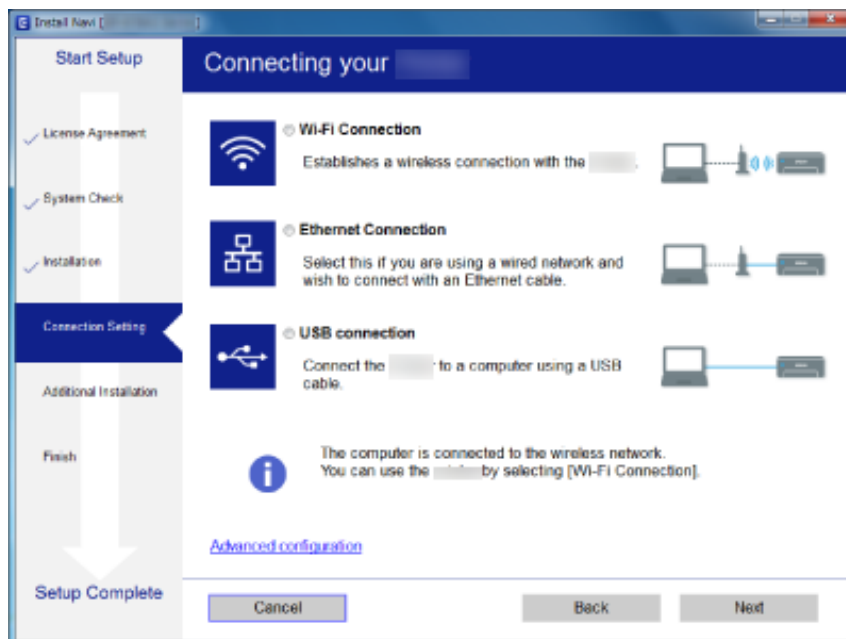 Install Navi [
]
Start Setup
License Agreement
System Check
Installation
Connection Setting
Additional Installation
Finish
Setup Complete
Connecting your
Wi-Fi Connection
Establishes a wireless connection with the .
Ethernet Connection
Select this if you are using a wired network and
wish to connect with an Ethernet cable.
USB connection
Connect the to a computer using a USB
cable.
The computer is connected to the wireless network.
You can use the by selecting [Wi-Fi Connection].
Advanced configuration
Cancel
Back
Next